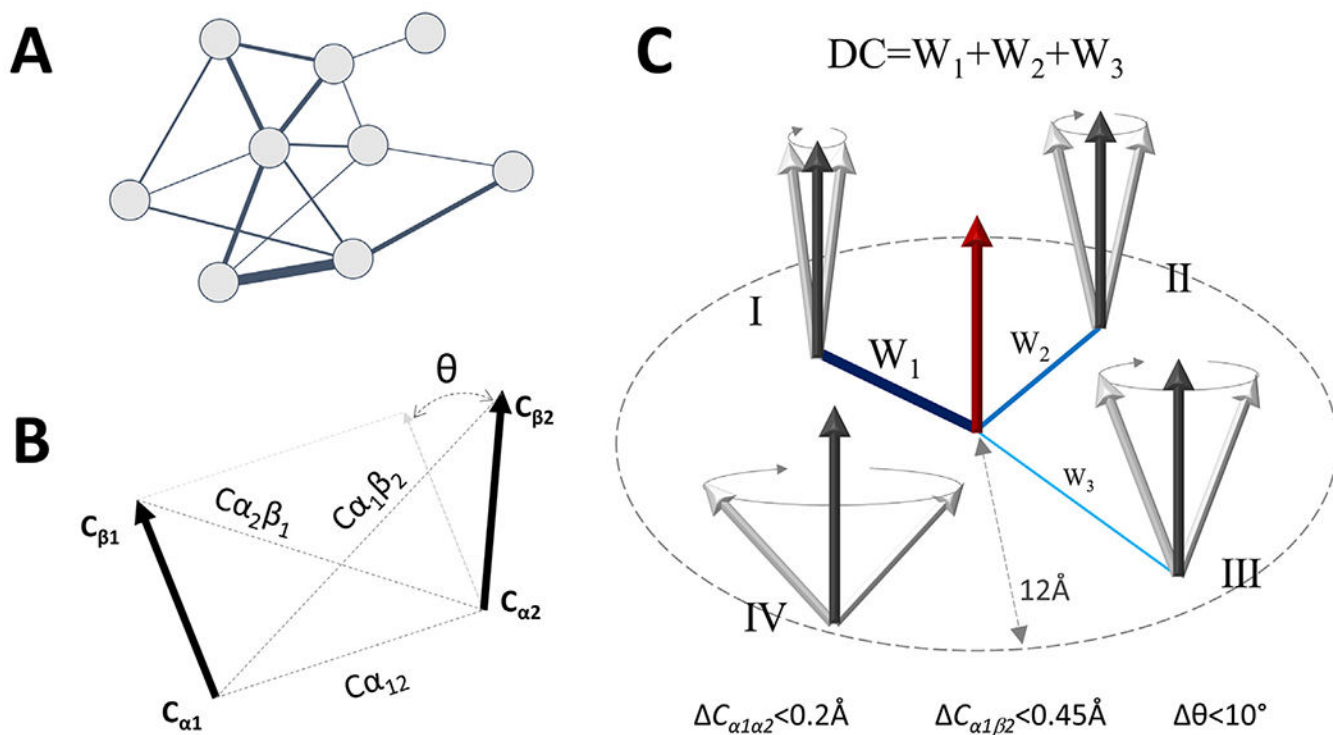 A
B
θ
Cβ1
Cβ2
Cα2β1
Cα1β2
Cα1
Cα2
Cα12
C
DC=W1+W2+W3
I
II
W1
W2
W3
III
IV
12Å
ΔCα1α2<0.2Å ΔCα1β2<0.45Å Δθ<10°